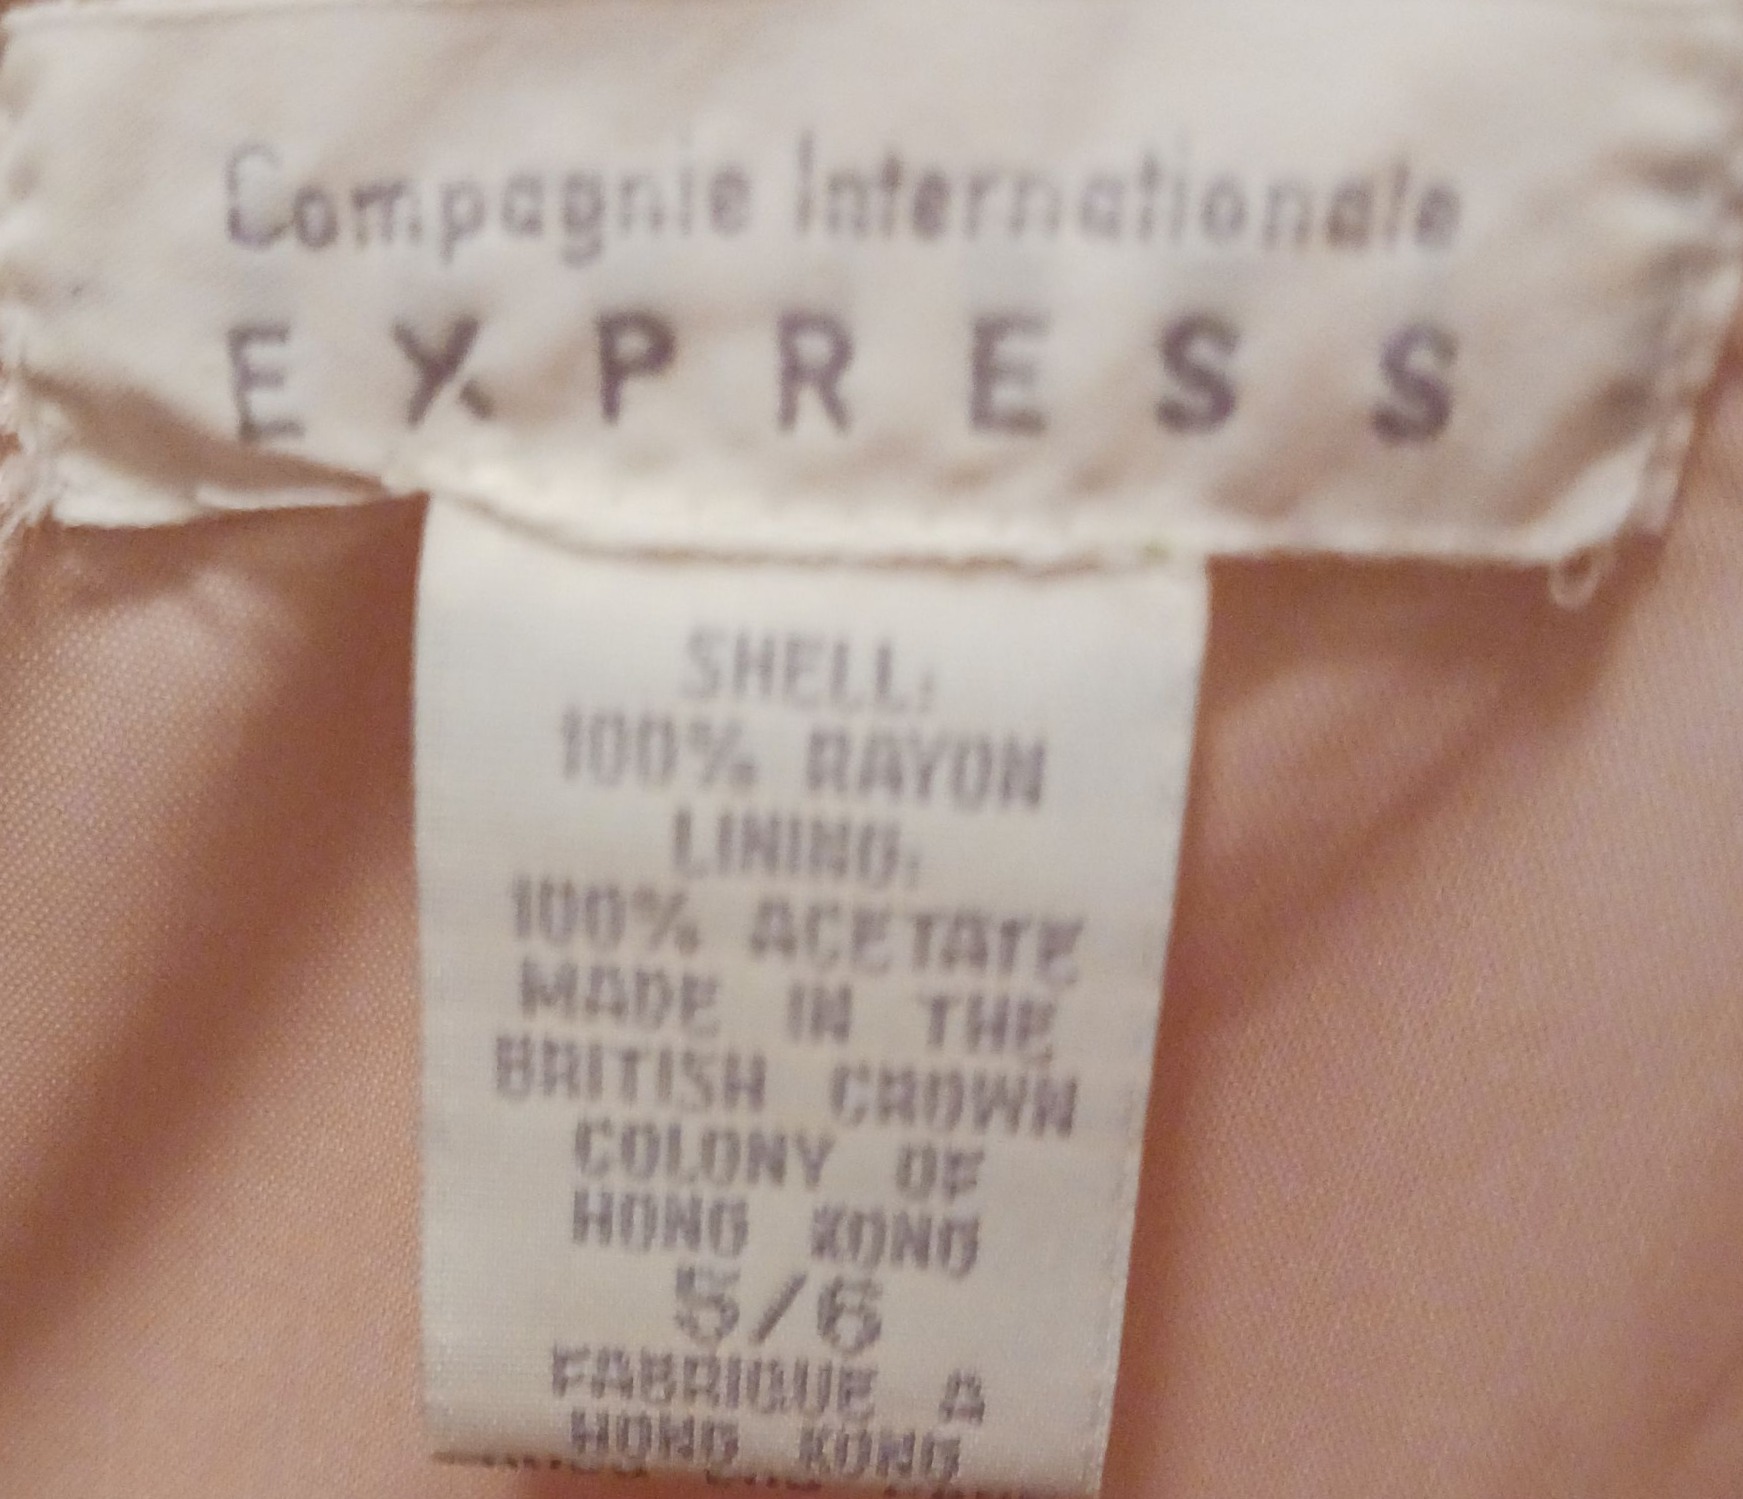 Compagnie Internationale
EXPRESS
SHELL:
100% RAYON
LINING:
100% ACETATE
MADE IN THE
BRITISH CROWN
COLONY OF
HONG KONG
5/6
FABRIQUE A
HONG KONG